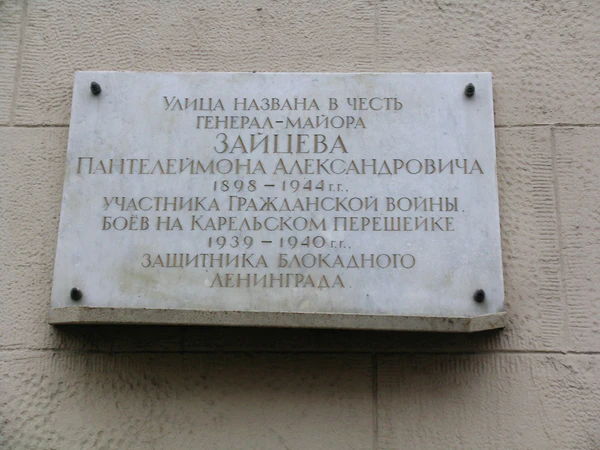 УЛИЦА НАЗВАНА В ЧЕСТЬ
ГЕНЕРАЛ-МАЙОРА
ЗАЙЦЕВА
ПАНТЕЛЕЙМОНА АЛЕКСАНДРОВИЧА
1898 – 1944 г.г.,
УЧАСТНИКА ГРАЖДАНСКОЙ ВОЙНЫ,
БОЁВ НА КАРЕЛЬСКОМ ПЕРЕШЕЙКЕ
1939 – 1940 г.г.,
ЗАЩИТНИКА БЛОКАДНОГО
ЛЕНИНГРАДА.